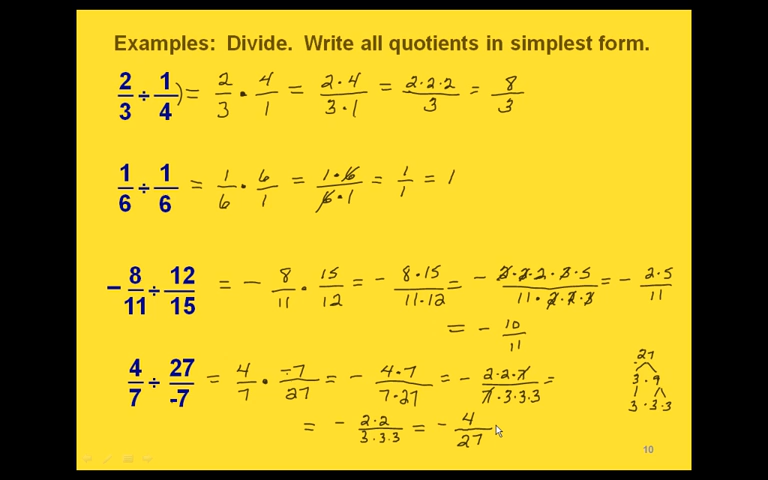 Examples: Divide. Write all quotients in simplest form.
2/3 ÷ 1/4 ) = 2/3 · 4/1 = 2·4/3·1 = 2·2·2/3 = 8/3
1/6 ÷ 1/6 = 1/6 · 6/1 = 1·6/6·1 = 1/1 = 1
-8/11 ÷ 12/15 = - 8/11 · 15/12 = - 8·15/11·12 = - 2·2·2·3·5/11·2·2·3 = - 2·5/11
= - 10/11
4/7 ÷ 27/-7 = 4/7 · -7/27 = - 4·7/7·27 = - 2·2·7/7·3·3·3 =
= - 2·2/3·3·3 = - 4/27
27
3·9
3·3·3
10